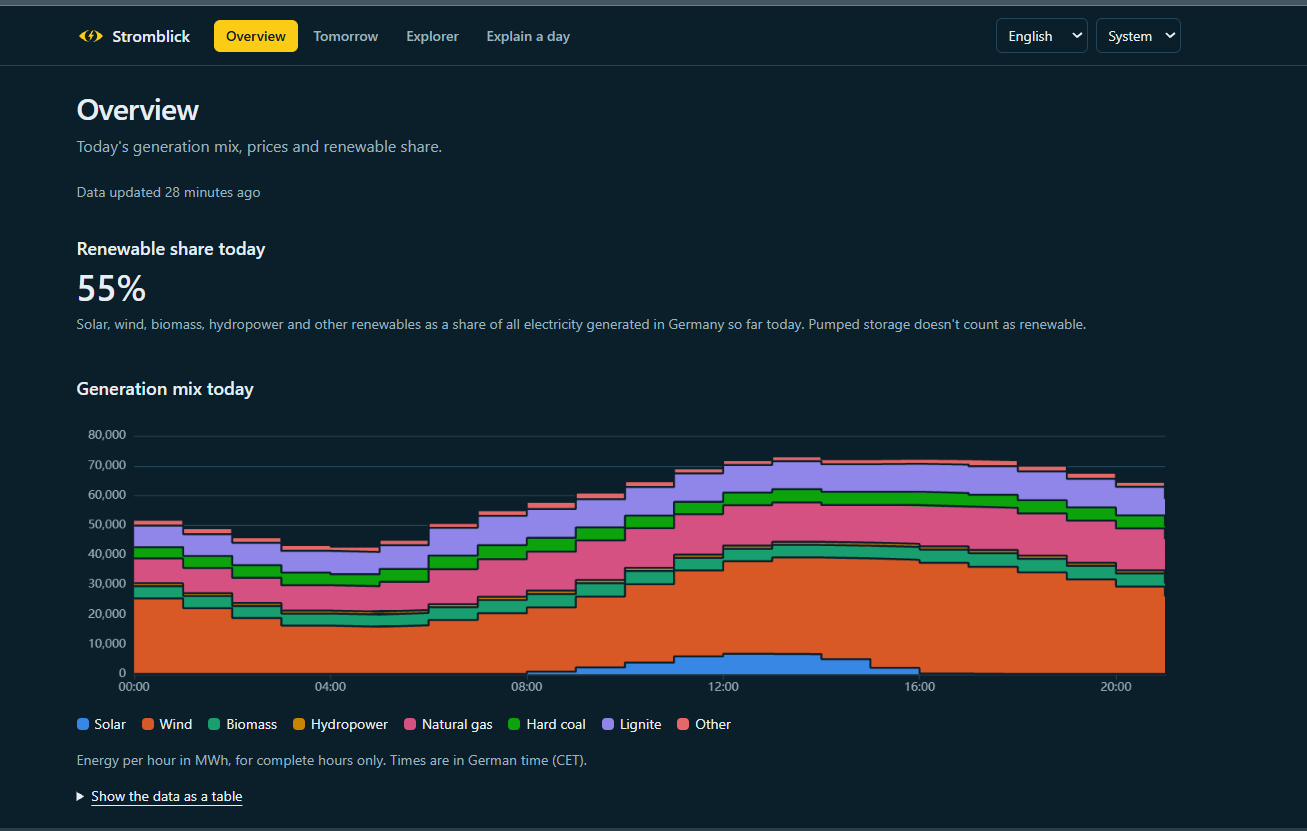 Stromblick Overview Tomorrow Explorer Explain a day English System
Overview
Today's generation mix, prices and renewable share.
Data updated 28 minutes ago
Renewable share today
55%
Solar, wind, biomass, hydropower and other renewables as a share of all electricity generated in Germany so far today. Pumped storage doesn't count as renewable.
Generation mix today
80,000
70,000
60,000
50,000
40,000
30,000
20,000
10,000
0
00:00 04:00 08:00 12:00 16:00 20:00
Solar Wind Biomass Hydropower Natural gas Hard coal Lignite Other
Energy per hour in MWh, for complete hours only. Times are in German time (CET).
Show the data as a table